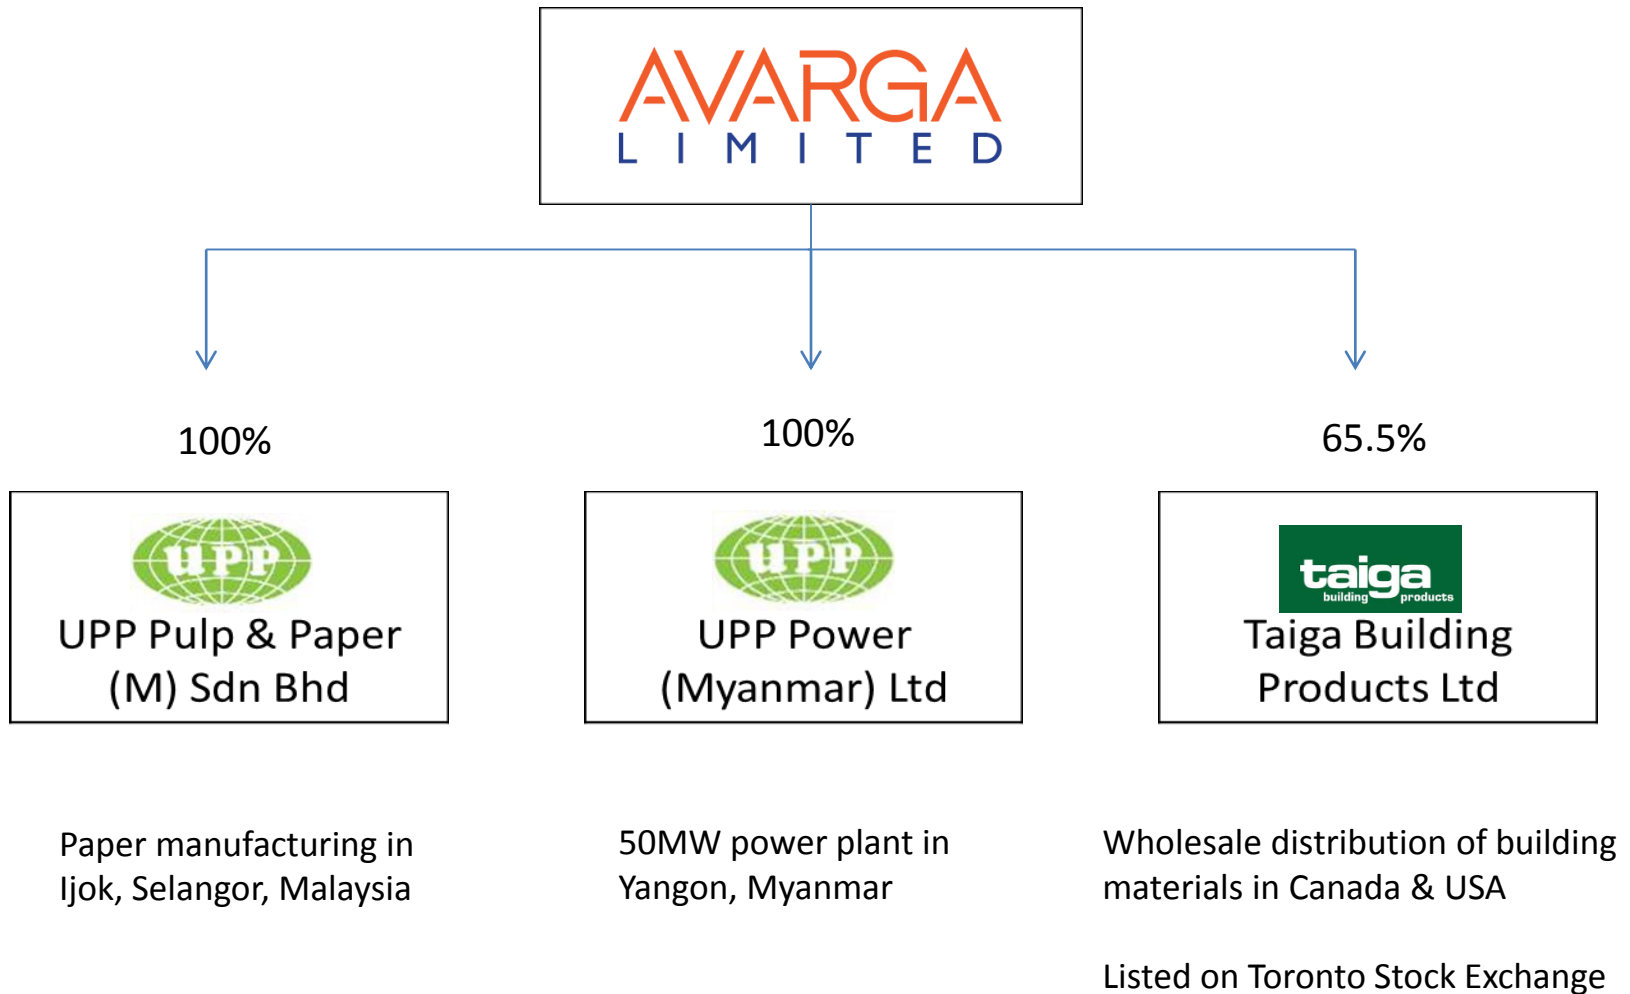 AVARGA
LIMITED
100%
100%
65.5%
UPP
UPP Pulp & Paper
(M) Sdn Bhd
UPP
UPP Power
(Myanmar) Ltd
taiga
building products
Taiga Building
Products Ltd
Paper manufacturing in
Ijok, Selangor, Malaysia
50MW power plant in
Yangon, Myanmar
Wholesale distribution of building
materials in Canada & USA
Listed on Toronto Stock Exchange